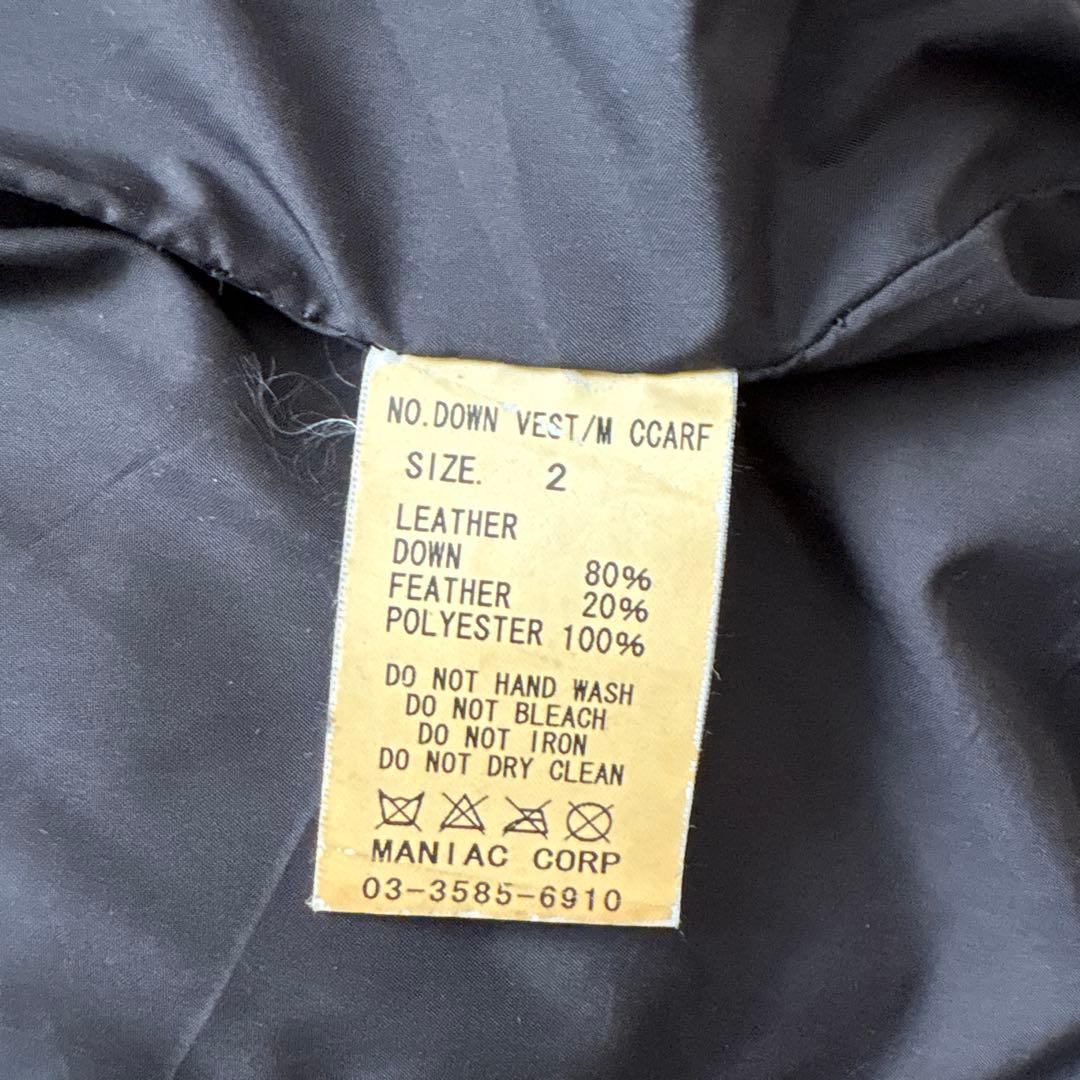 NO.DOWN VEST/M CCARF
SIZE. 2
LEATHER
DOWN 80%
FEATHER 20%
POLYESTER 100%
DO NOT HAND WASH
DO NOT BLEACH
DO NOT IRON
DO NOT DRY CLEAN
MANIAC CORP
03-3585-6910